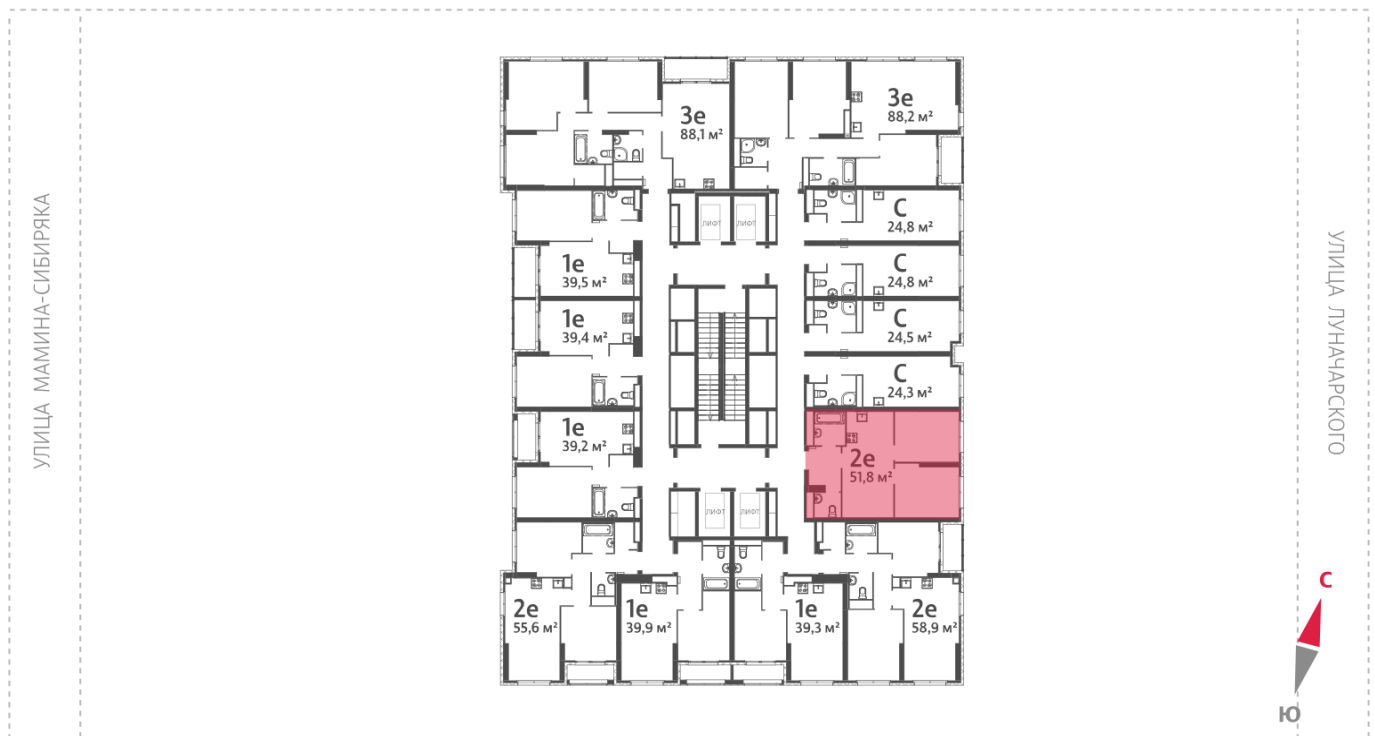 УЛИЦА МАМИНА-СИБИРЯКА
3е
88,1 м²
3е
88,2 м²
ЛИФТ
ЛИФТ
С
24,8 м²
1е
39,5 м²
С
24,8 м²
1е
39,4 м²
С
24,5 м²
С
24,3 м²
1е
39,2 м²
2е
51,8 м²
ЛИФТ
ЛИФТ
2е
55,6 м²
1е
39,9 м²
1е
39,3 м²
2е
58,9 м²
УЛИЦА ЛУНАЧАРСКОГО
С
Ю